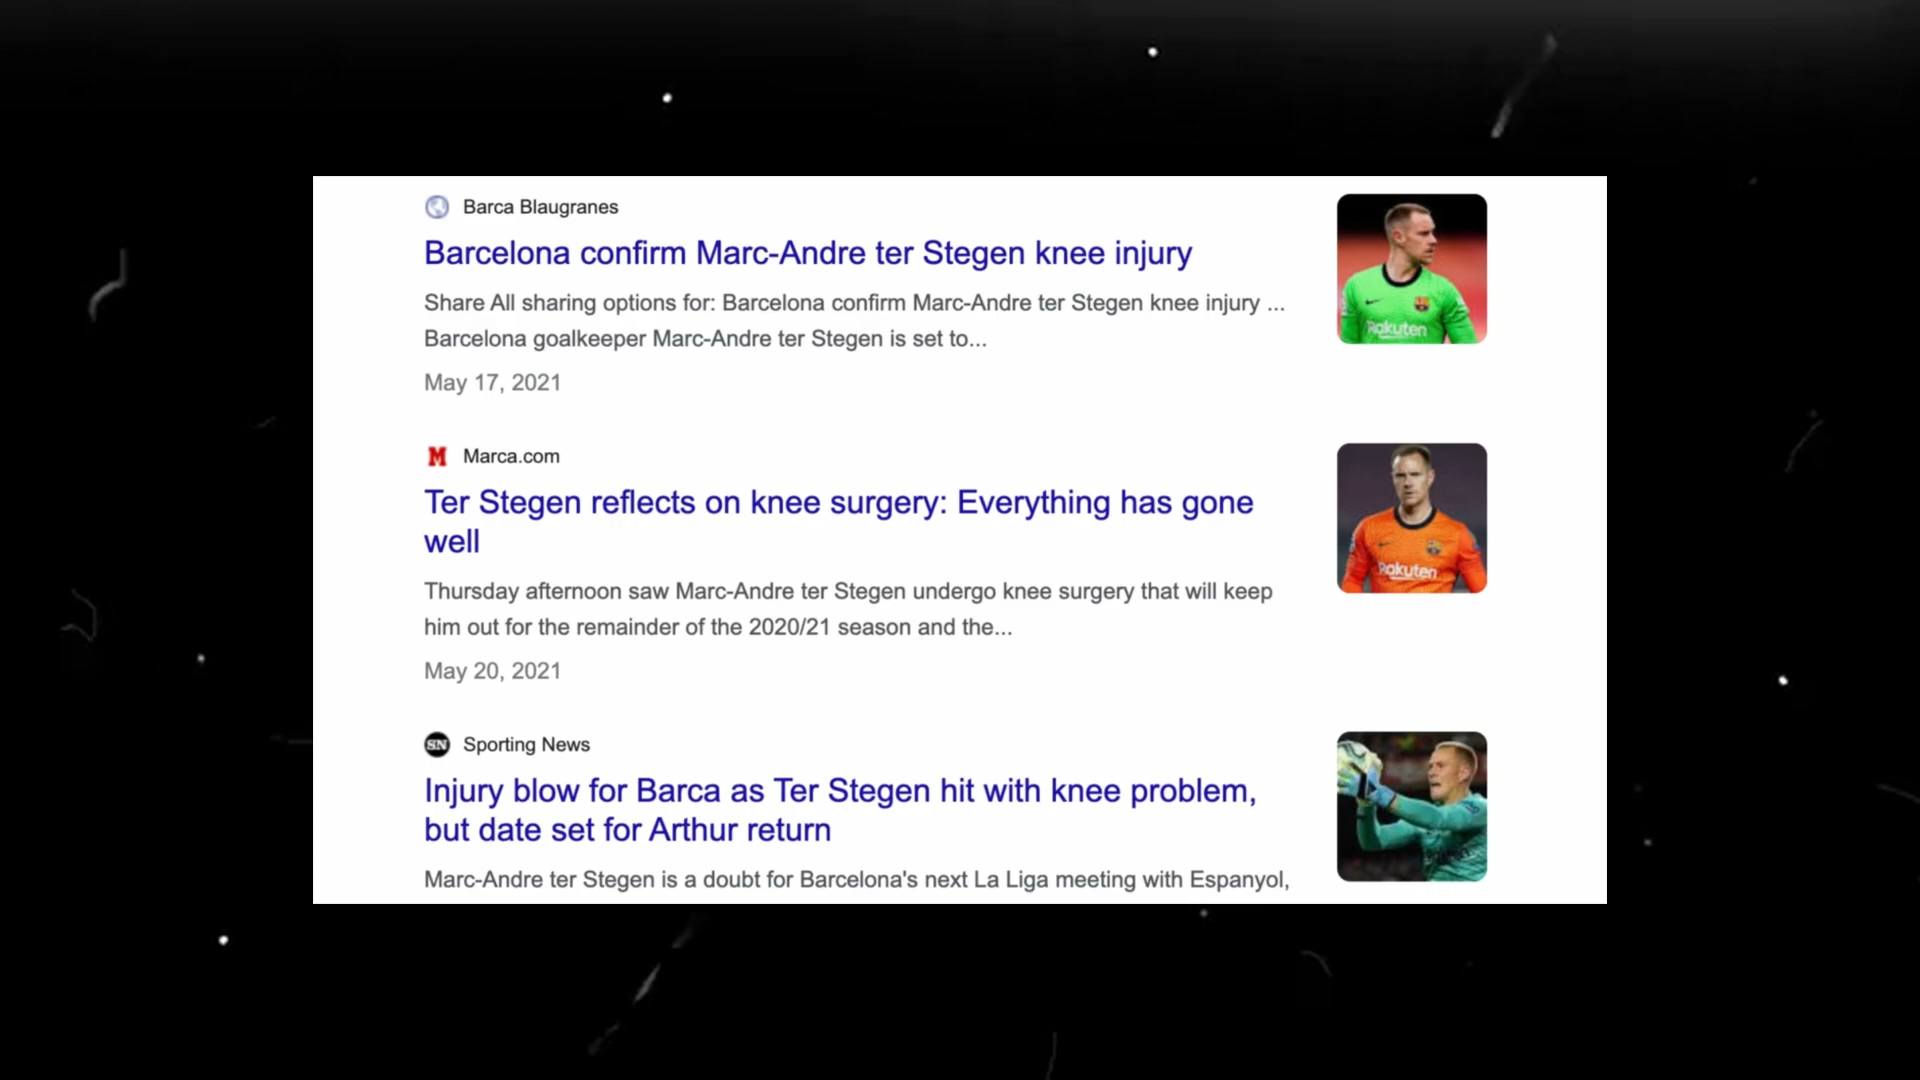 Barca Blaugranes
Barcelona confirm Marc-Andre ter Stegen knee injury
Share All sharing options for: Barcelona confirm Marc-Andre ter Stegen knee injury ...
Barcelona goalkeeper Marc-Andre ter Stegen is set to...
May 17, 2021
Rakuten
M Marca.com
Ter Stegen reflects on knee surgery: Everything has gone
well
Thursday afternoon saw Marc-Andre ter Stegen undergo knee surgery that will keep
him out for the remainder of the 2020/21 season and the...
May 20, 2021
Rakuten
SN Sporting News
Injury blow for Barca as Ter Stegen hit with knee problem,
but date set for Arthur return
Marc-Andre ter Stegen is a doubt for Barcelona's next La Liga meeting with Espanyol,